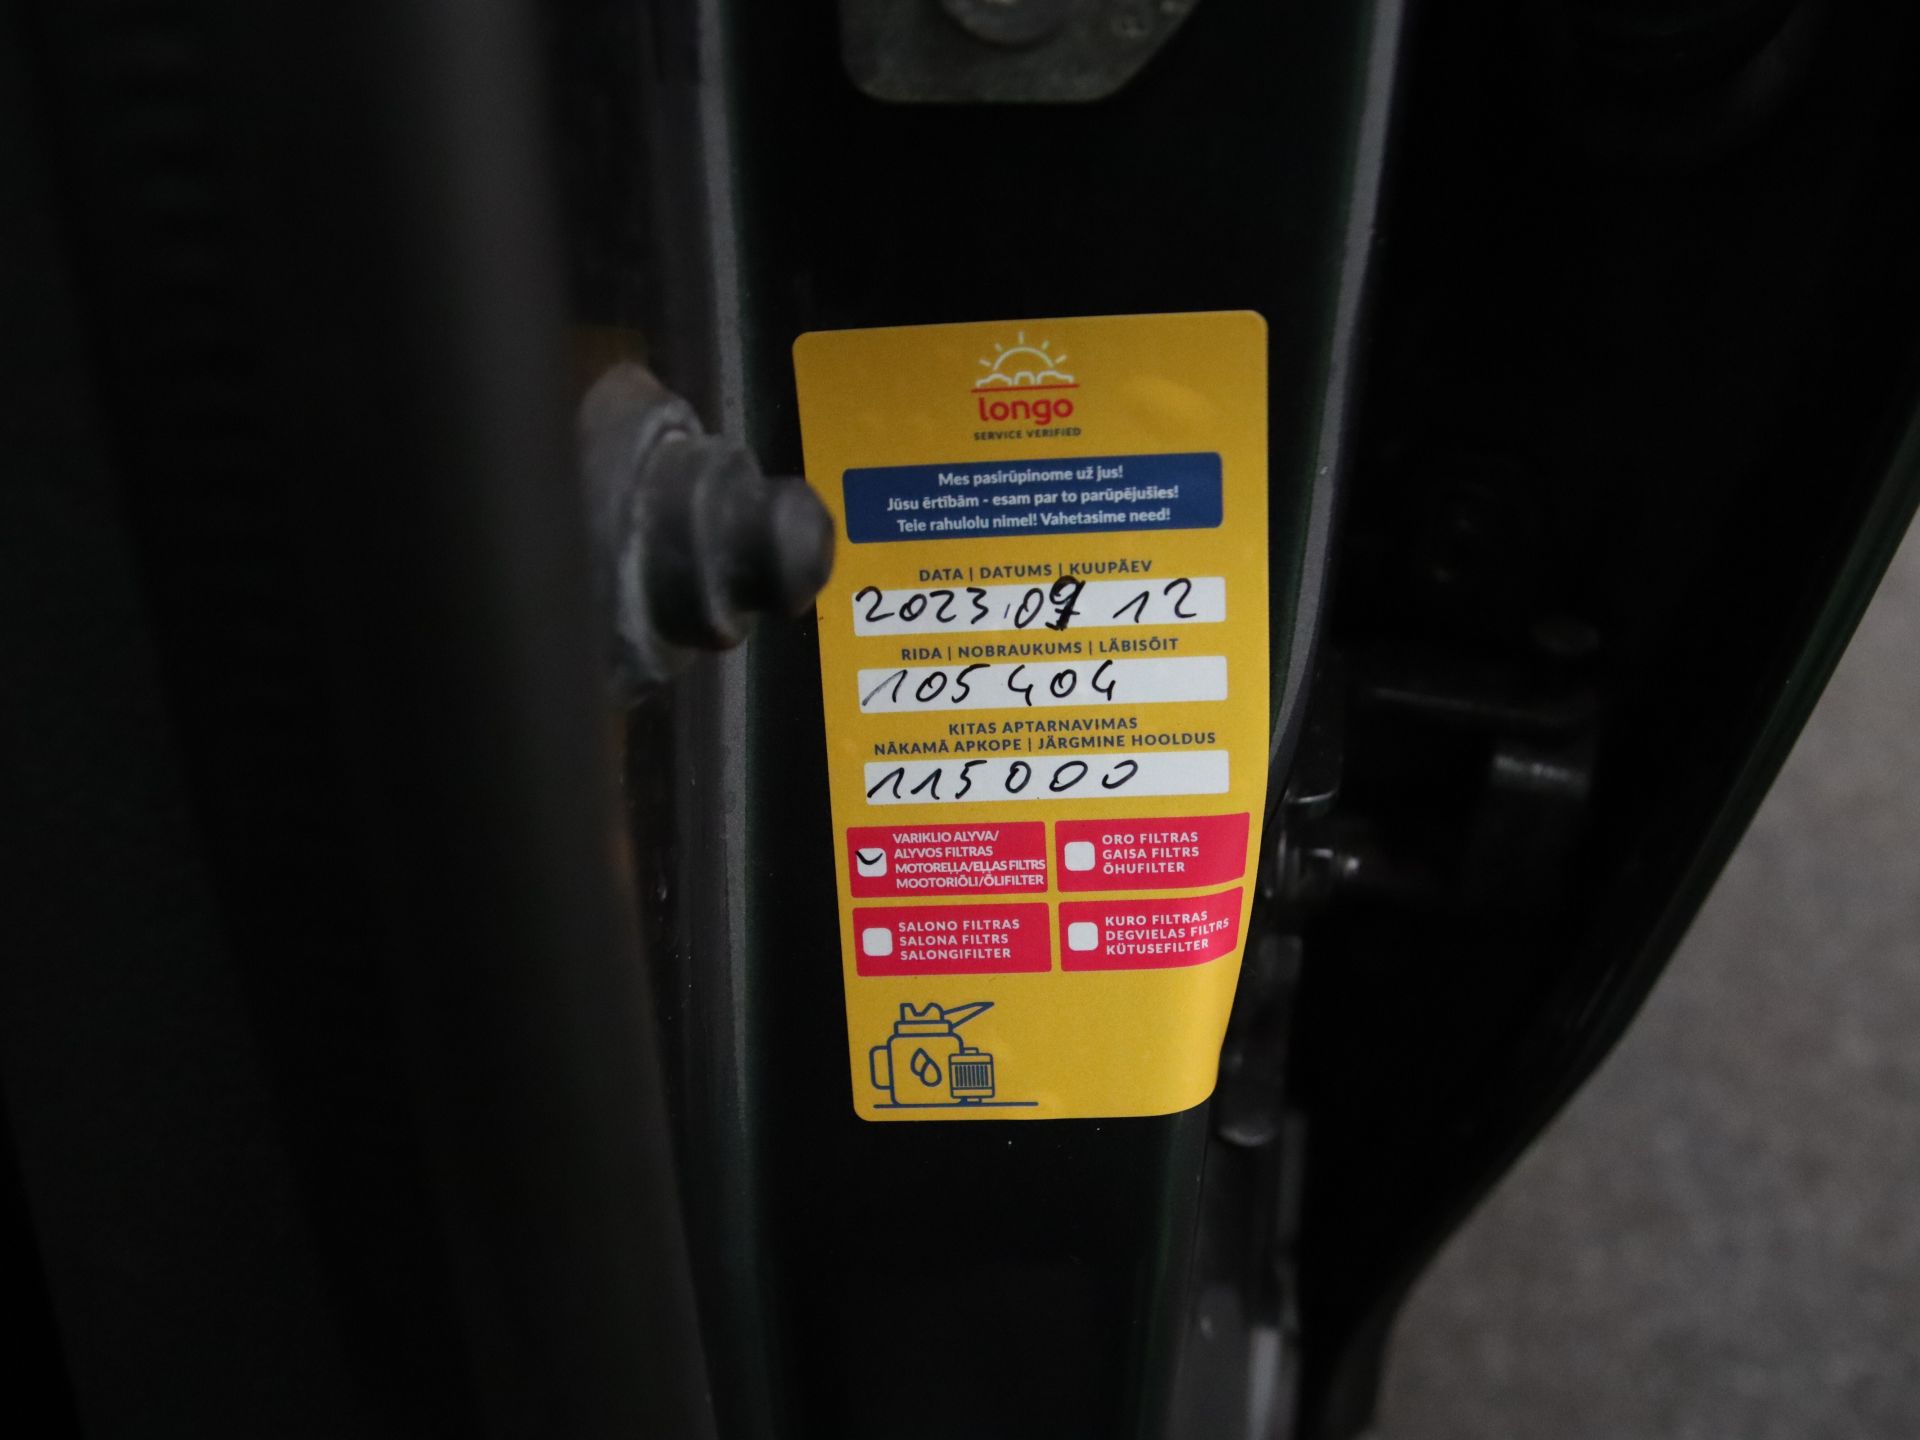 longo
SERVICE VERIFIED
Mes pasirūpinome už jus!
Jūsu ērtībām - esam par to parūpējušies!
Teie rahulolu nimel! Vahetasime need!
DATA | DATUMS | KUUPÄEV
2023.09 12
RIDA | NOBRAUKUMS | LÄBISÕIT
105 404
KITAS APTARNAVIMAS
NĀKAMĀ APKOPE | JÄRGMINE HOOLDUS
115000
VARIKLIO ALYVA/
ALYVOS FILTRAS
MOTOREĻĻA/EĻĻAS FILTRS
MOOTORIÕLI/ÕLIFILTER
ORO FILTRAS
GAISA FILTRS
ÕHUFILTER
SALONO FILTRAS
SALONA FILTRS
SALONGIFILTER
KURO FILTRAS
DEGVIELAS FILTRS
KÜTUSEFILTER